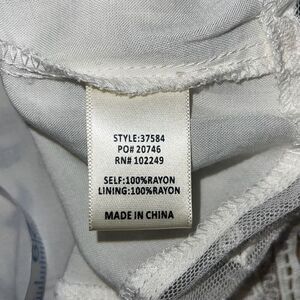 STYLE:37584
PO# 20746
RN# 102249
SELF:100%RAYON
LINING:100%RAYON
MADE IN CHINA